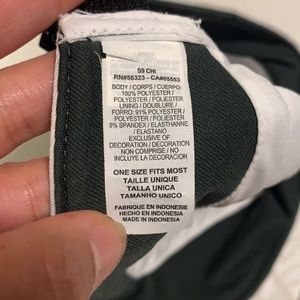 S9 CHI
RN#56323 - CA#05553
BODY / CORPS / CUERPO:
100% POLYESTER /
POLYESTER / POLIESTER
LINING / DOUBLURE /
FORRO: 91% POLYESTER /
POLYESTER / POLIESTER
9% SPANDEX / ELASTHANNE
/ ELASTANO
EXCLUSIVE OF
DECORATION / DECORATION
NON COMPRISE / NO
INCLUYE LA DECORACION
ONE SIZE FITS MOST
TAILLE UNIQUE
TALLA UNICA
TAMANHO UNICO
FABRIQUE EN INDONESIE
HECHO EN INDONESIA
MADE IN INDONESIA